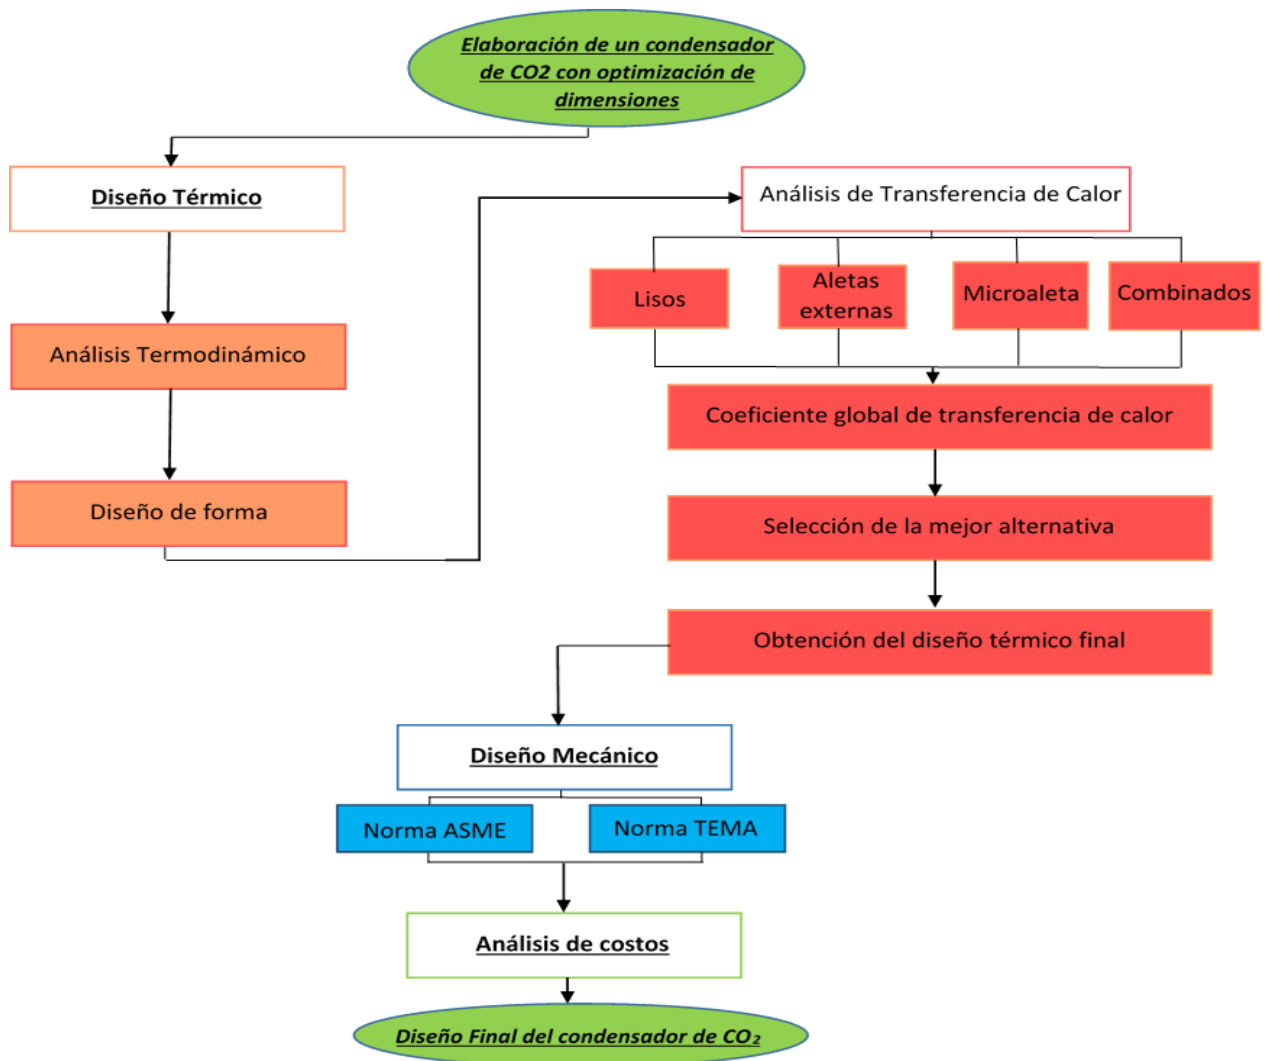 Elaboración de un condensador
de CO2 con optimización de
dimensiones
Diseño Térmico
Análisis Termodinámico
Diseño de forma
Análisis de Transferencia de Calor
Lisos
Aletas
externas
Microaleta
Combinados
Coeficiente global de transferencia de calor
Selección de la mejor alternativa
Obtención del diseño térmico final
Diseño Mecánico
Norma ASME
Norma TEMA
Análisis de costos
Diseño Final del condensador de CO₂